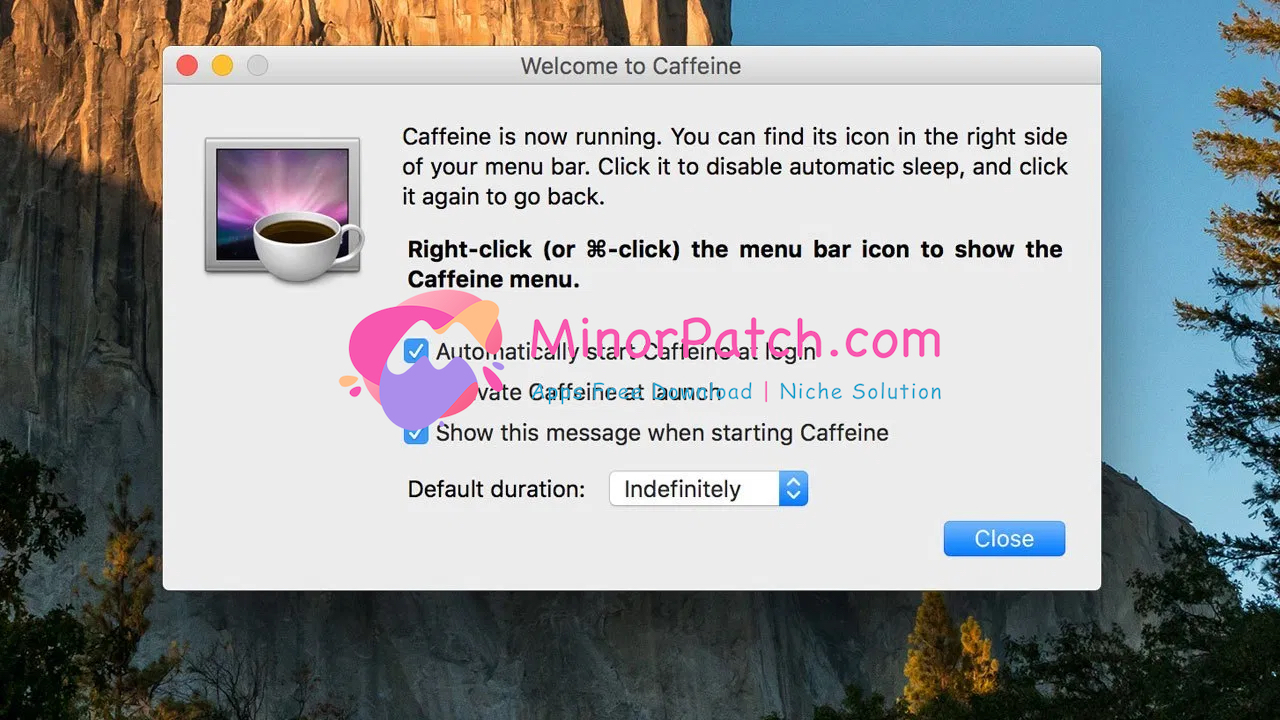 Welcome to Caffeine
Caffeine is now running. You can find its icon in the right side
of your menu bar. Click it to disable automatic sleep, and click
it again to go back.
Right-click (or ⌘-click) the menu bar icon to show the
Caffeine menu.
MinorPatch.com
Automatically start Caffeine at login
Apps Free Download | Niche Solution
Caffeine at launch
Show this message when starting Caffeine
Default duration: Indefinitely
Close